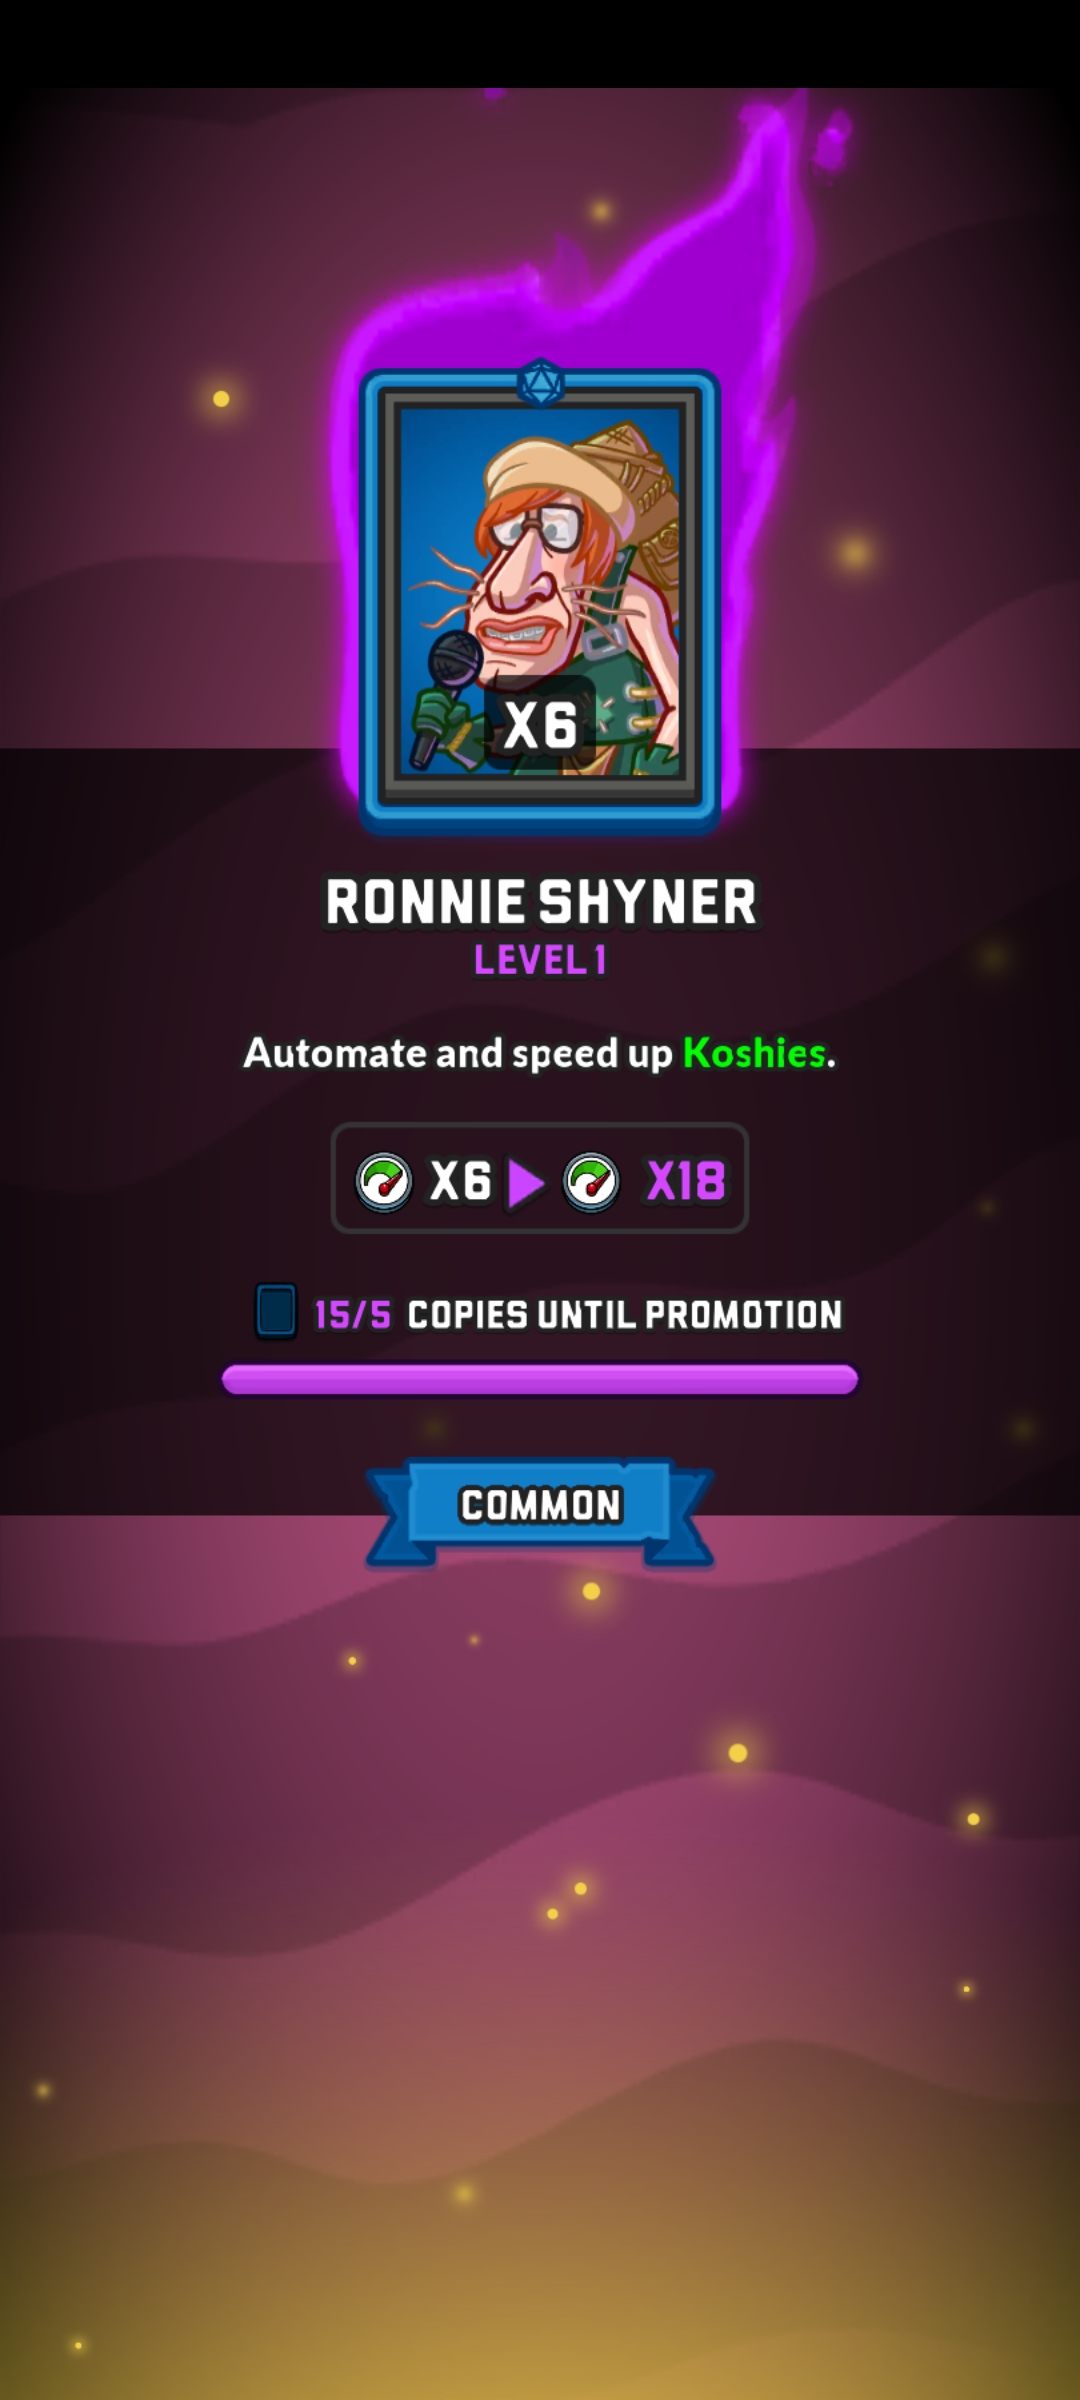 X6
RONNIE SHYNER
LEVEL 1
Automate and speed up Koshies.
X6 X18
15/5 COPIES UNTIL PROMOTION
COMMON